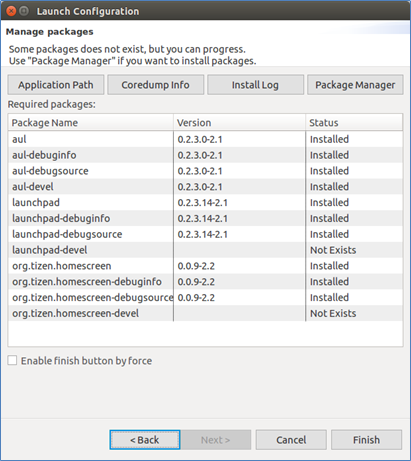 Launch Configuration
Manage packages
Some packages does not exist, but you can progress.
Use "Package Manager" if you want to install packages.
Application Path Coredump Info Install Log Package Manager
Required packages:
Package Name Version Status
aul 0.2.3.0-2.1 Installed
aul-debuginfo 0.2.3.0-2.1 Installed
aul-debugsource 0.2.3.0-2.1 Installed
aul-devel 0.2.3.0-2.1 Installed
launchpad 0.2.3.14-2.1 Installed
launchpad-debuginfo 0.2.3.14-2.1 Installed
launchpad-debugsource 0.2.3.14-2.1 Installed
launchpad-devel Not Exists
org.tizen.homescreen 0.0.9-2.2 Installed
org.tizen.homescreen-debuginfo 0.0.9-2.2 Installed
org.tizen.homescreen-debugsource 0.0.9-2.2 Installed
org.tizen.homescreen-devel Not Exists
Enable finish button by force
< Back Next > Cancel Finish